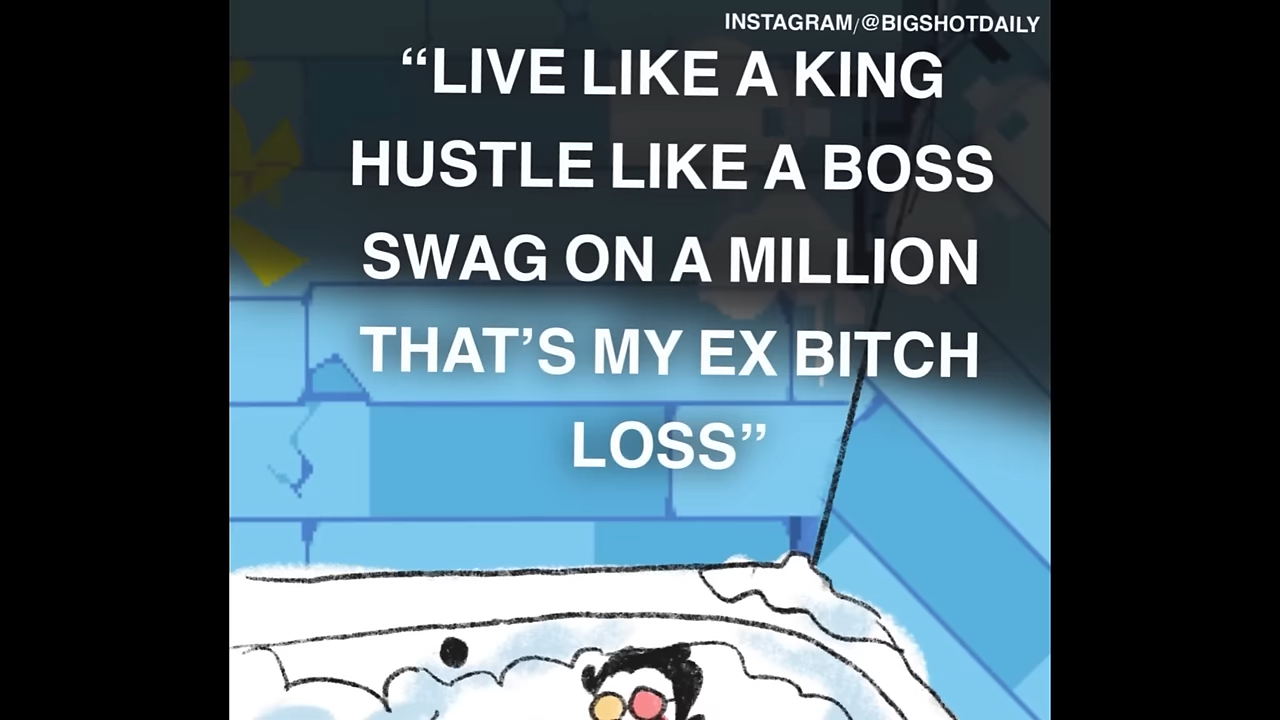 INSTAGRAM/@BIGSHOTDAILY
“LIVE LIKE A KING
HUSTLE LIKE A BOSS
SWAG ON A MILLION
THAT’S MY EX BITCH
LOSS”